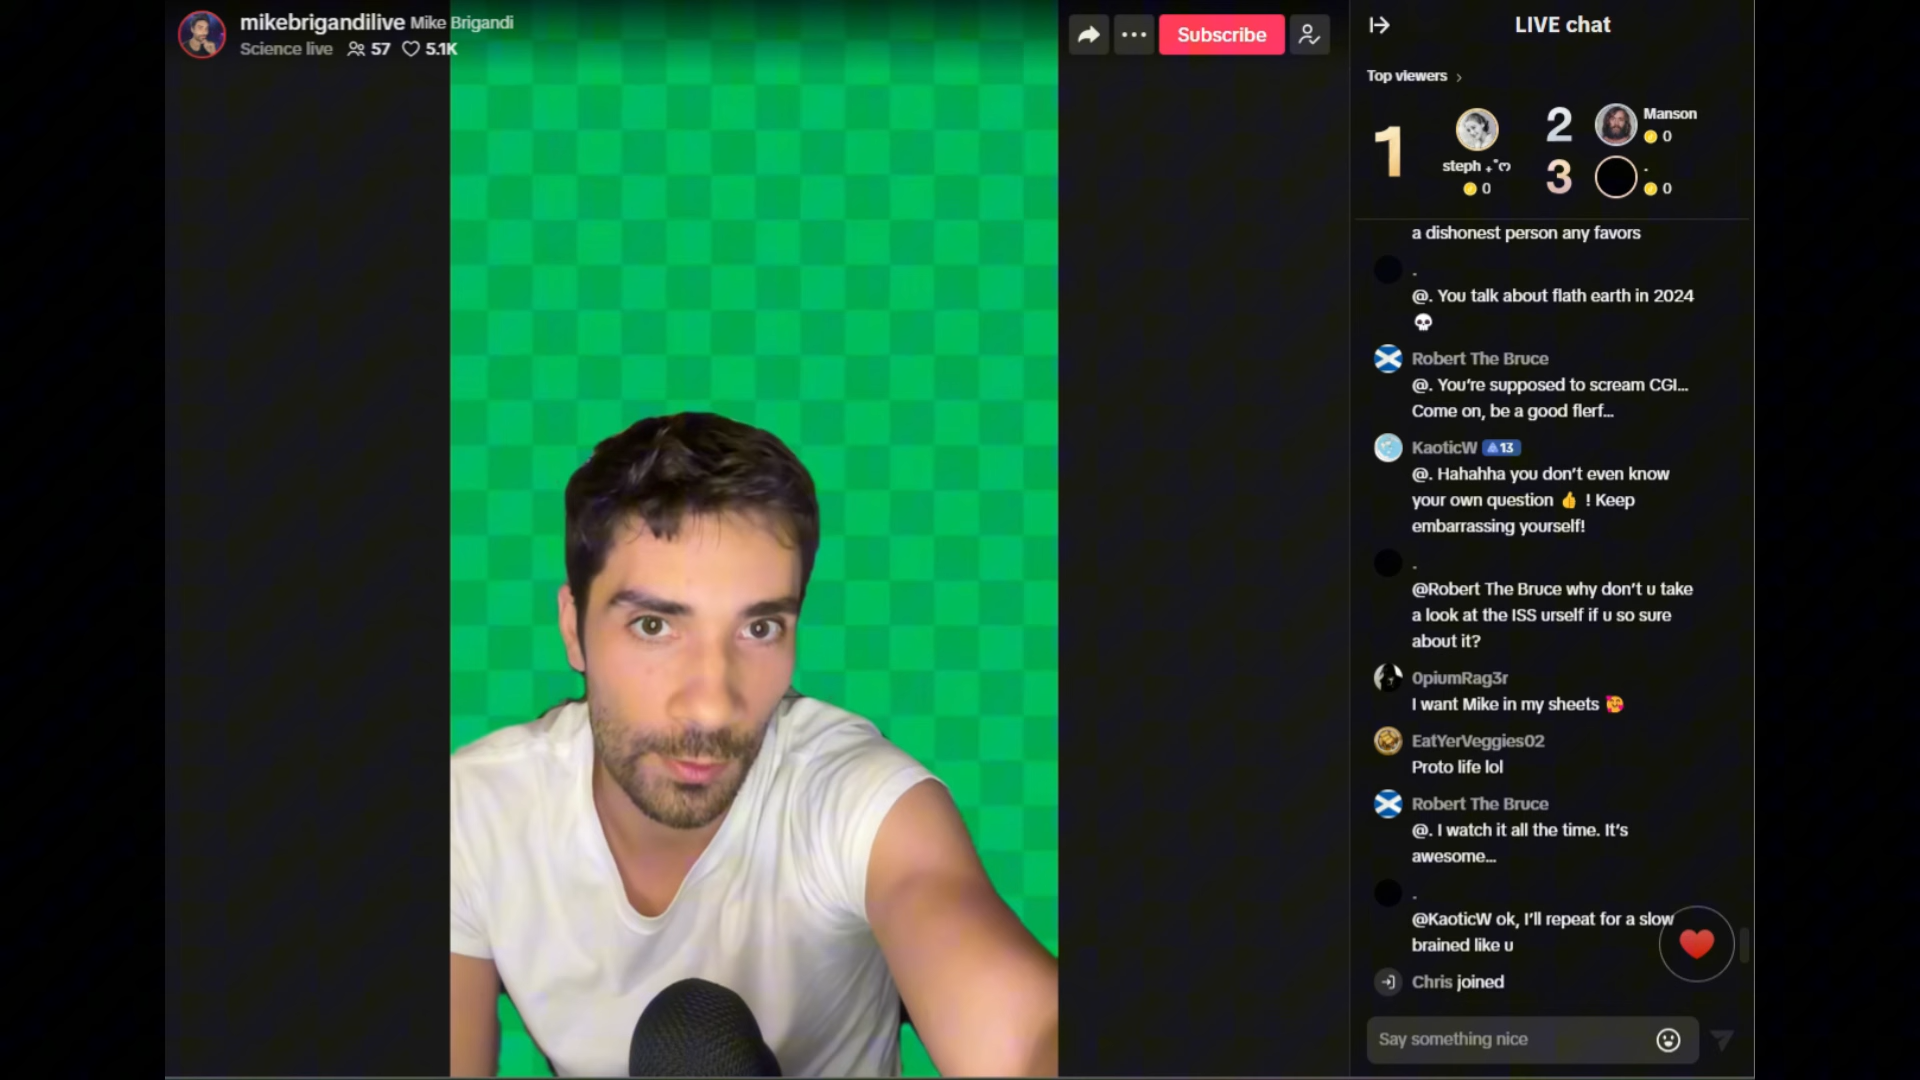 mikebrigandilive Mike Brigandi
Science live 57 5.1K
Subscribe
LIVE chat
Top viewers
1
steph ₊˚ෆ
0
2
Manson
0
3
.
0
a dishonest person any favors
.
@. You talk about flath earth in 2024
💀
Robert The Bruce
@. You're supposed to scream CGI...
Come on, be a good flerf...
KaoticW 13
@. Hahahha you don't even know
your own question 👍 ! Keep
embarrassing yourself!
.
@Robert The Bruce why don't u take
a look at the ISS urself if u so sure
about it?
0piumRag3r
I want Mike in my sheets 🥰
EatYerVeggies02
Proto life lol
Robert The Bruce
@. I watch it all the time. It's
awesome...
.
@KaoticW ok, I'll repeat for a slow
brained like u
Chris joined
Say something nice